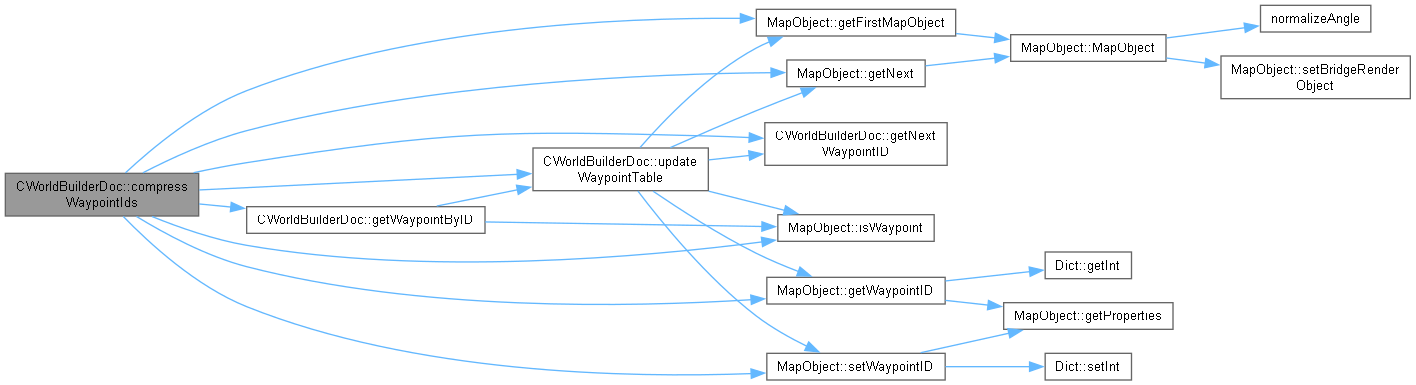 CWorldBuilderDoc::compress
WaypointIds
MapObject::getFirstMapObject
MapObject::MapObject
normalizeAngle
MapObject::setBridgeRender
Object
MapObject::getNext
CWorldBuilderDoc::getNext
WaypointID
CWorldBuilderDoc::update
WaypointTable
CWorldBuilderDoc::getWaypointByID
MapObject::isWaypoint
MapObject::getWaypointID
Dict::getInt
MapObject::getProperties
MapObject::setWaypointID
Dict::setInt